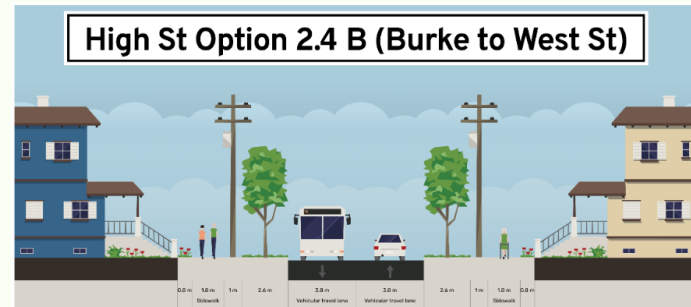 High St Option 2.4 B (Burke to West St)
0.8 m 1.8 m 1 m 2.6 m 3.8 m 3.8 m 2.6 m 1 m 1.8 m 0.8 m
Sidewalk Vehicular travel lane Vehicular travel lane Sidewalk